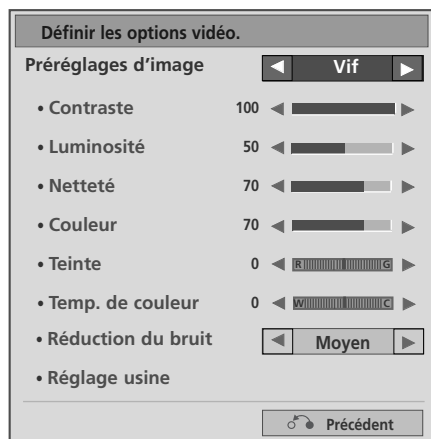 Définir les options vidéo.
Préréglages d'image Vif
• Contraste 100
• Luminosité 50
• Netteté 70
• Couleur 70
• Teinte 0 R G
• Temp. de couleur 0 W C
• Réduction du bruit Moyen
• Réglage usine
Précédent